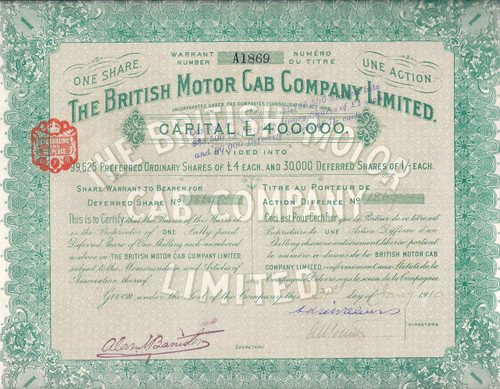 WARRANT NUMBER A1869 NUMÉRO DU TITRE
ONE SHARE
UNE ACTION
THE BRITISH MOTOR CAB COMPANY LIMITED.
INCORPORATED UNDER THE COMPANIES (CONSOLIDATION) ACT 1908
CAPITAL £400,000.
DIVIDED INTO
99,625 PREFERRED ORDINARY SHARES OF £4 EACH, AND 30,000 DEFERRED SHARES OF 1/- EACH.
THE BRITISH MOTOR
CAB COMPANY
LIMITED.
SHARE WARRANT TO BEARER FOR
DEFERRED SHARE No
This is to Certify that the Bearer of this Warrant
is the Proprietor of ONE Fully paid
Deferred Share of One Shilling each numbered
as above in THE BRITISH MOTOR CAB COMPANY LIMITED
subject to the Memorandum and Articles of
Association thereof
TITRE AU PORTEUR DE
ACTION DIFFÉRÉE No
Ceci est Pour Certifier que le Porteur de ce titre est
Propriétaire de UNE Action Différée d'un
Shilling chacune entièrement libérée portant
le numéro ci-dessus de la BRITISH MOTOR CAB
COMPANY LIMITED conformément aux Statuts de la
Compagnie
GIVEN under the Seal of the Company the day of 1910
DIRECTORS
SECRETARY
1
1
1
1